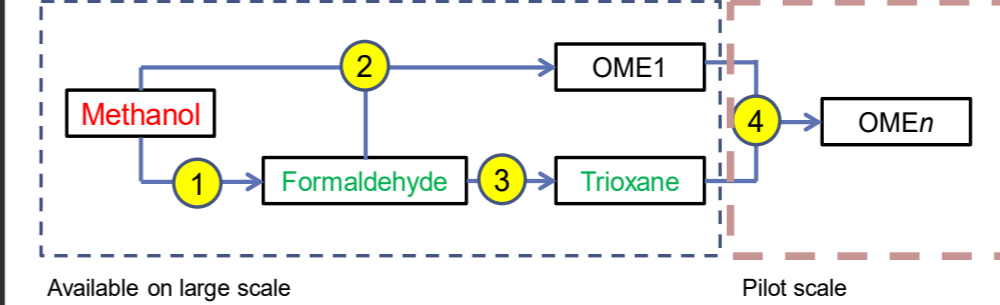 2
OME1
Methanol
4
OMEn
1
Formaldehyde
3
Trioxane
Available on large scale
Pilot scale